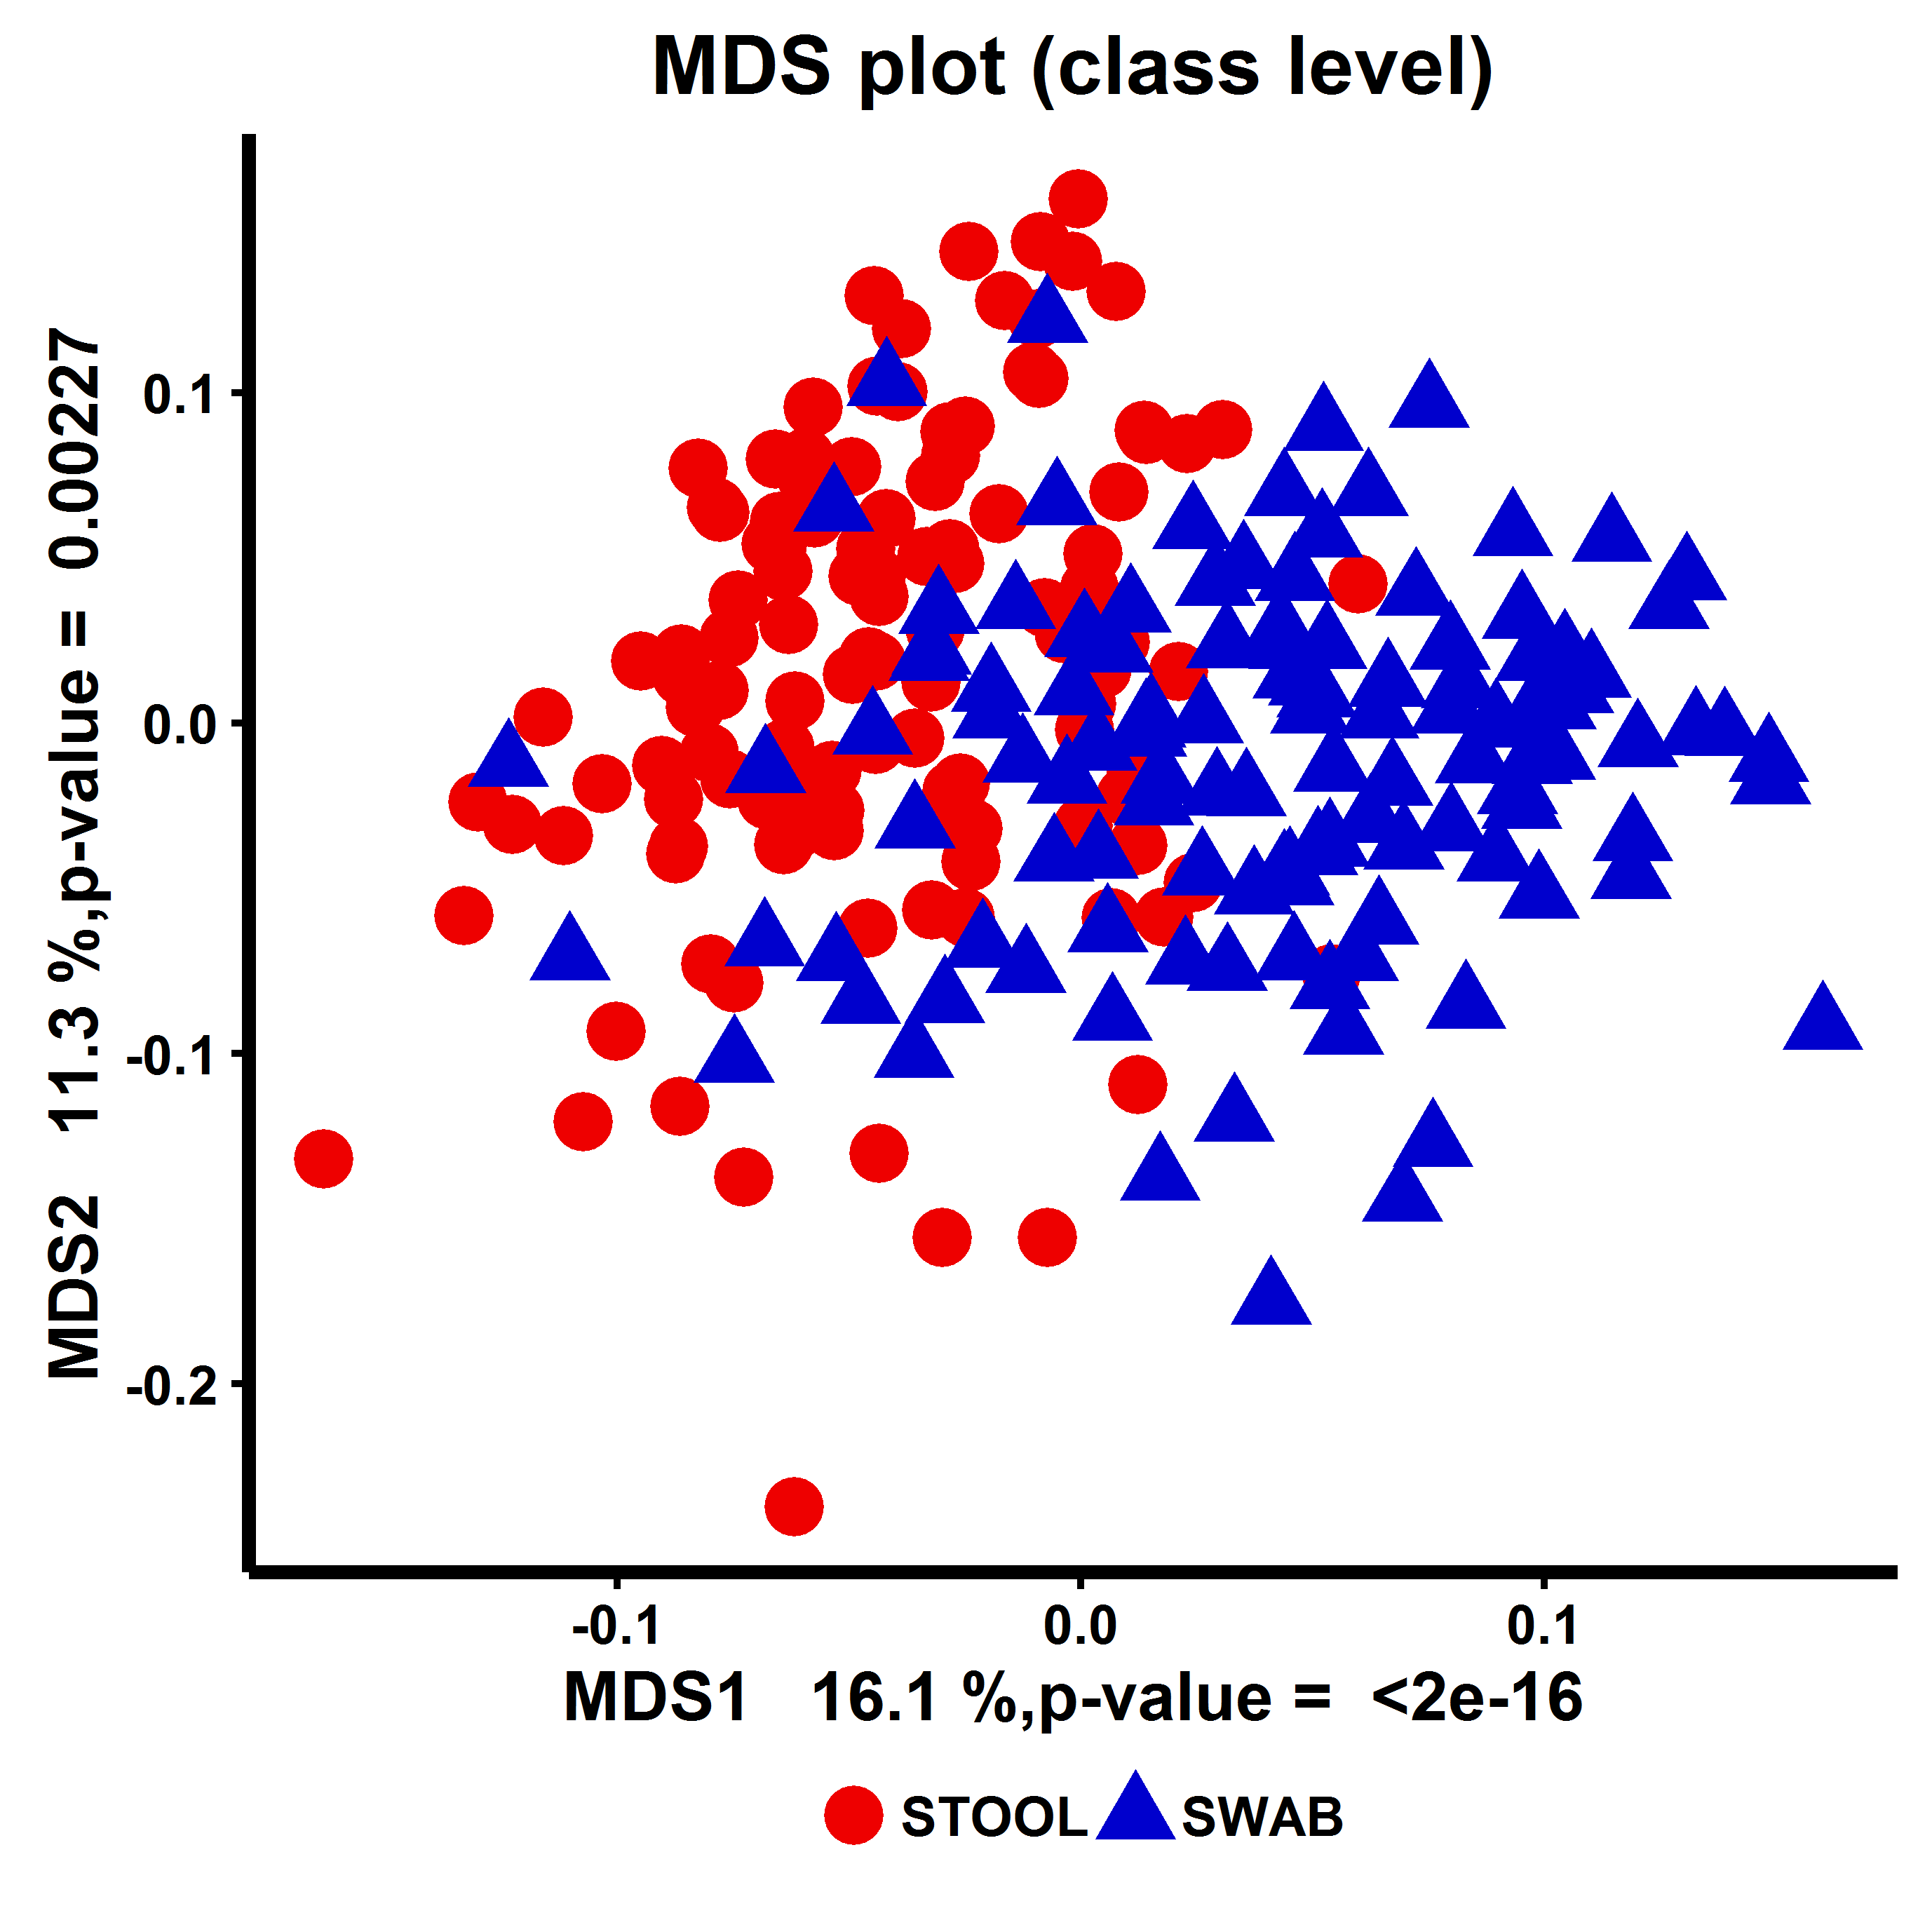 MDS plot (class level)
MDS2 11.3 %,p-value = 0.00227
0.1
0.0
-0.1
-0.2
-0.1
0.0
0.1
MDS1 16.1 %,p-value = <2e-16
STOOL
SWAB